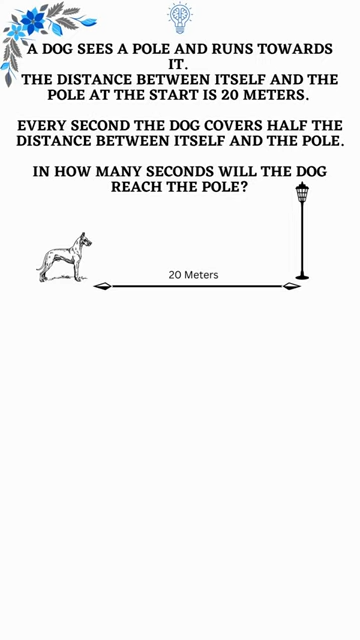 A DOG SEES A POLE AND RUNS TOWARDS
IT.
THE DISTANCE BETWEEN ITSELF AND THE
POLE AT THE START IS 20 METERS.
EVERY SECOND THE DOG COVERS HALF THE
DISTANCE BETWEEN ITSELF AND THE POLE.
IN HOW MANY SECONDS WILL THE DOG
REACH THE POLE?
20 Meters